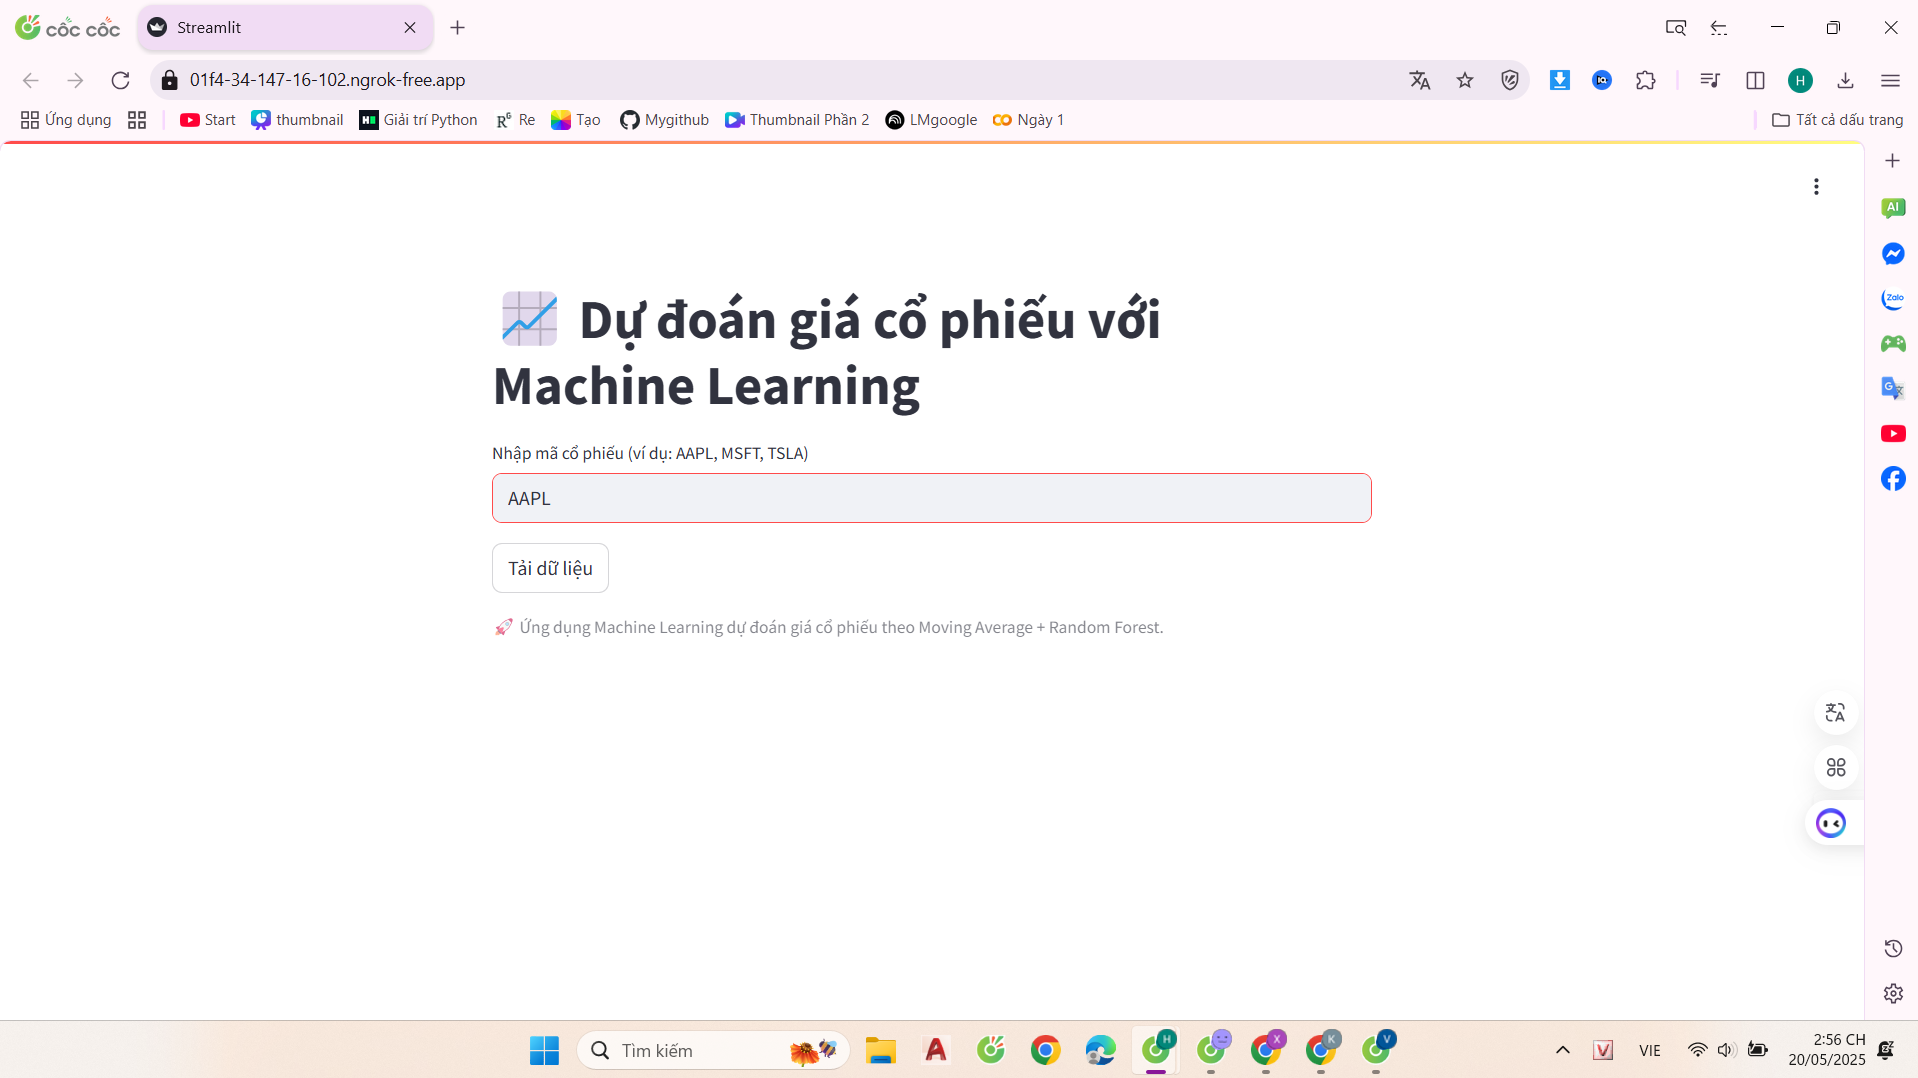 cốc cốc
Streamlit
01f4-34-147-16-102.ngrok-free.app
H
Ứng dụng
Start
thumbnail
Giải trí Python
Re
Tạo
Mygithub
Thumbnail Phần 2
LMgoogle
Ngày 1
Tất cả dấu trang
AI
Zalo
Dự đoán giá cổ phiếu với
Machine Learning
Nhập mã cổ phiếu (ví dụ: AAPL, MSFT, TSLA)
AAPL
Tải dữ liệu
🚀 Ứng dụng Machine Learning dự đoán giá cổ phiếu theo Moving Average + Random Forest.
Tìm kiếm
H
X
K
V
VIE
2:56 CH
20/05/2025